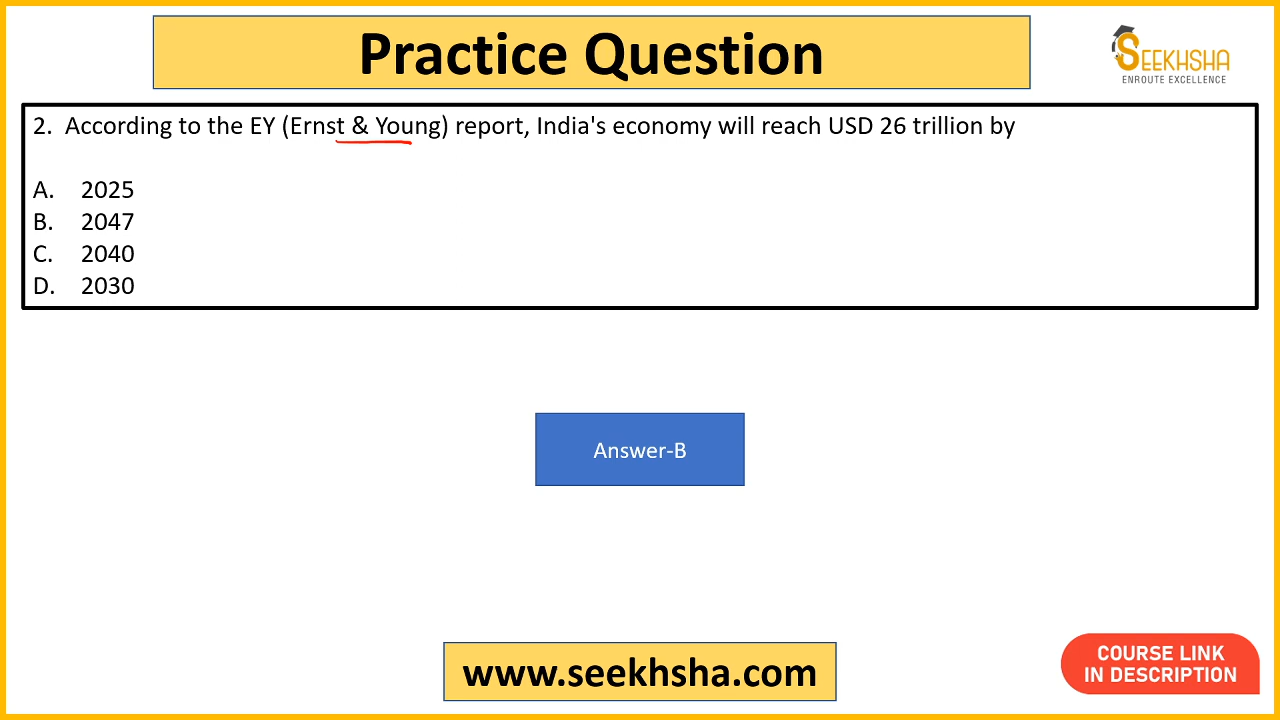 Practice Question
SEEKHSHA
ENROUTE EXCELLENCE
2. According to the EY (Ernst & Young) report, India's economy will reach USD 26 trillion by
A. 2025
B. 2047
C. 2040
D. 2030
Answer-B
www.seekhsha.com
COURSE LINK
IN DESCRIPTION